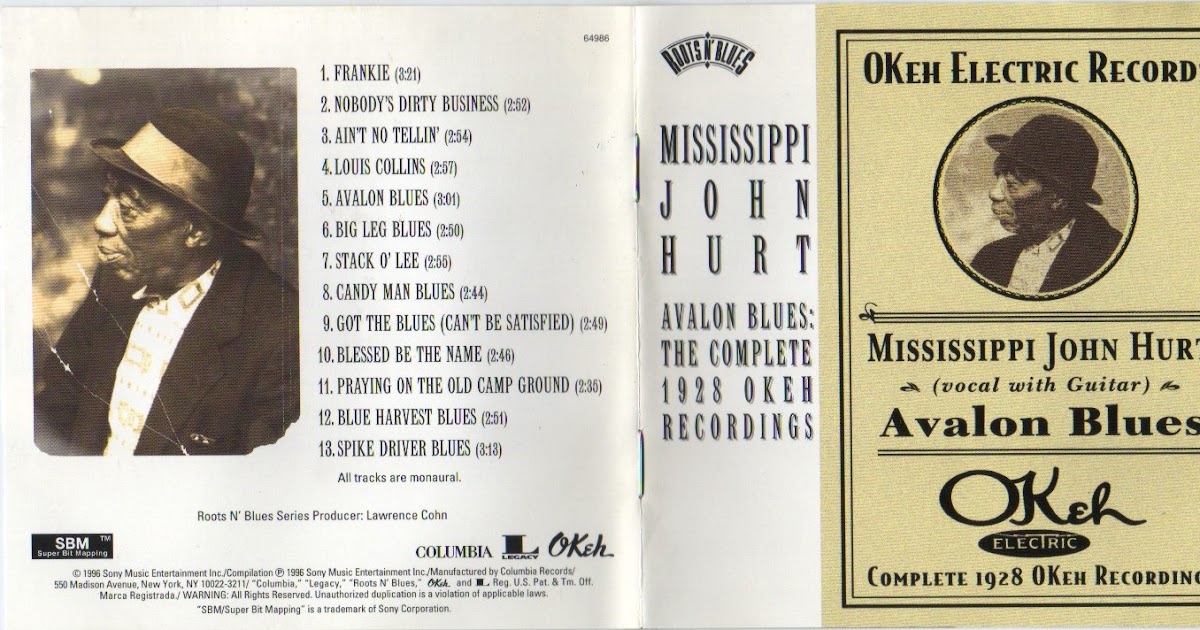 64986
1. FRANKIE (3:21)
2. NOBODY'S DIRTY BUSINESS (2:52)
3. AIN'T NO TELLIN' (2:54)
4. LOUIS COLLINS (2:57)
5. AVALON BLUES (3:01)
6. BIG LEG BLUES (2:50)
7. STACK O' LEE (2:55)
8. CANDY MAN BLUES (2:44)
9. GOT THE BLUES (CAN'T BE SATISFIED) (2:49)
10. BLESSED BE THE NAME (2:46)
11. PRAYING ON THE OLD CAMP GROUND (2:35)
12. BLUE HARVEST BLUES (2:51)
13. SPIKE DRIVER BLUES (3:13)
All tracks are monaural.
Roots N' Blues Series Producer: Lawrence Cohn
SBM TM
Super Bit Mapping
COLUMBIA L LEGACY OKeh
© 1996 Sony Music Entertainment Inc./Compilation ℗ 1996 Sony Music Entertainment Inc./Manufactured by Columbia Records/
550 Madison Avenue, New York, NY 10022-3211/ "Columbia," "Legacy," "Roots N' Blues," OKeh and L Reg. U.S. Pat. & Tm. Off.
Marca Registrada./ WARNING: All Rights Reserved. Unauthorized duplication is a violation of applicable laws.
"SBM/Super Bit Mapping" is a trademark of Sony Corporation.
ROOTS N' BLUES
MISSISSIPPI
JOHN
HURT
AVALON BLUES:
THE COMPLETE
1928 OKEH
RECORDINGS
OKEH ELECTRIC RECORDS
MISSISSIPPI JOHN HURT
(vocal with Guitar)
Avalon Blues
OKeh
ELECTRIC
COMPLETE 1928 OKEH RECORDING